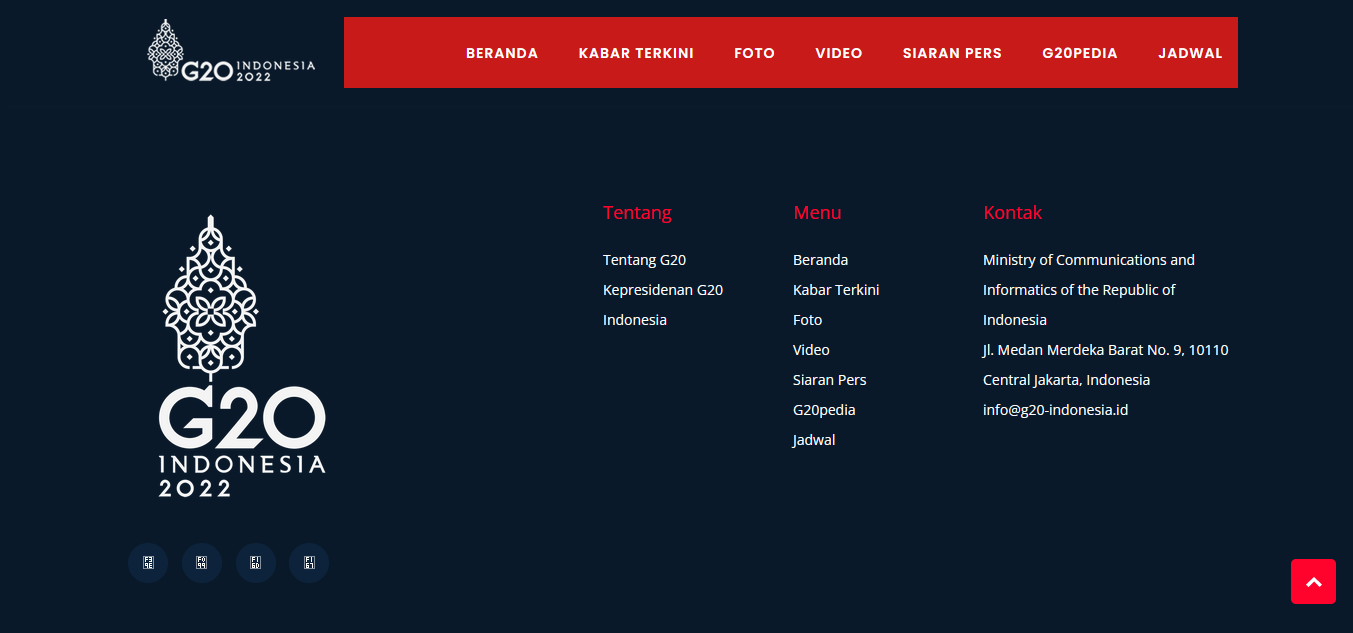 G20 INDONESIA
2022
BERANDA KABAR TERKINI FOTO VIDEO SIARAN PERS G20PEDIA JADWAL
G20
INDONESIA
2022
Tentang
Tentang G20
Kepresidenan G20
Indonesia
Menu
Beranda
Kabar Terkini
Foto
Video
Siaran Pers
G20pedia
Jadwal
Kontak
Ministry of Communications and
Informatics of the Republic of
Indonesia
Jl. Medan Merdeka Barat No. 9, 10110
Central Jakarta, Indonesia
info@g20-indonesia.id